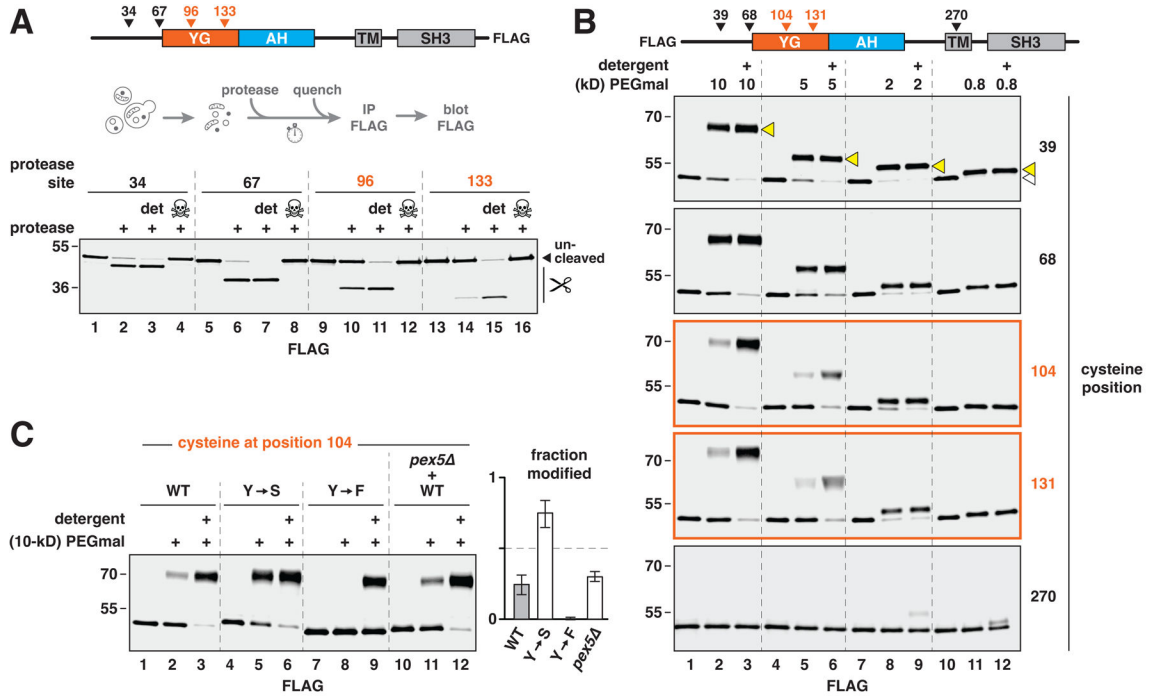 A
34 67 96 133
YG AH TM SH3 FLAG
protease quench
IP
FLAG
blot
FLAG
protease
site
34 67 96 133
det det det det
protease + + + + + + + + + + + +
55
36
un-
cleaved
1 2 3 4 5 6 7 8 9 10 11 12 13 14 15 16
FLAG
B
39 68 104 131 270
FLAG YG AH TM SH3
detergent + + + +
(kD) PEGmal 10 10 5 5 2 2 0.8 0.8
70
55
39
70
55
68
70
55
104
70
55
131
55
270
cysteine
position
1 2 3 4 5 6 7 8 9 10 11 12
FLAG
C
cysteine at position 104
WT Y→S Y→F pex5Δ
+
WT
detergent + + + +
(10-kD) PEGmal + + + + + + + +
70
55
1 2 3 4 5 6 7 8 9 10 11 12
FLAG
fraction
modified
1
0
WT Y→S Y→F pex5Δ